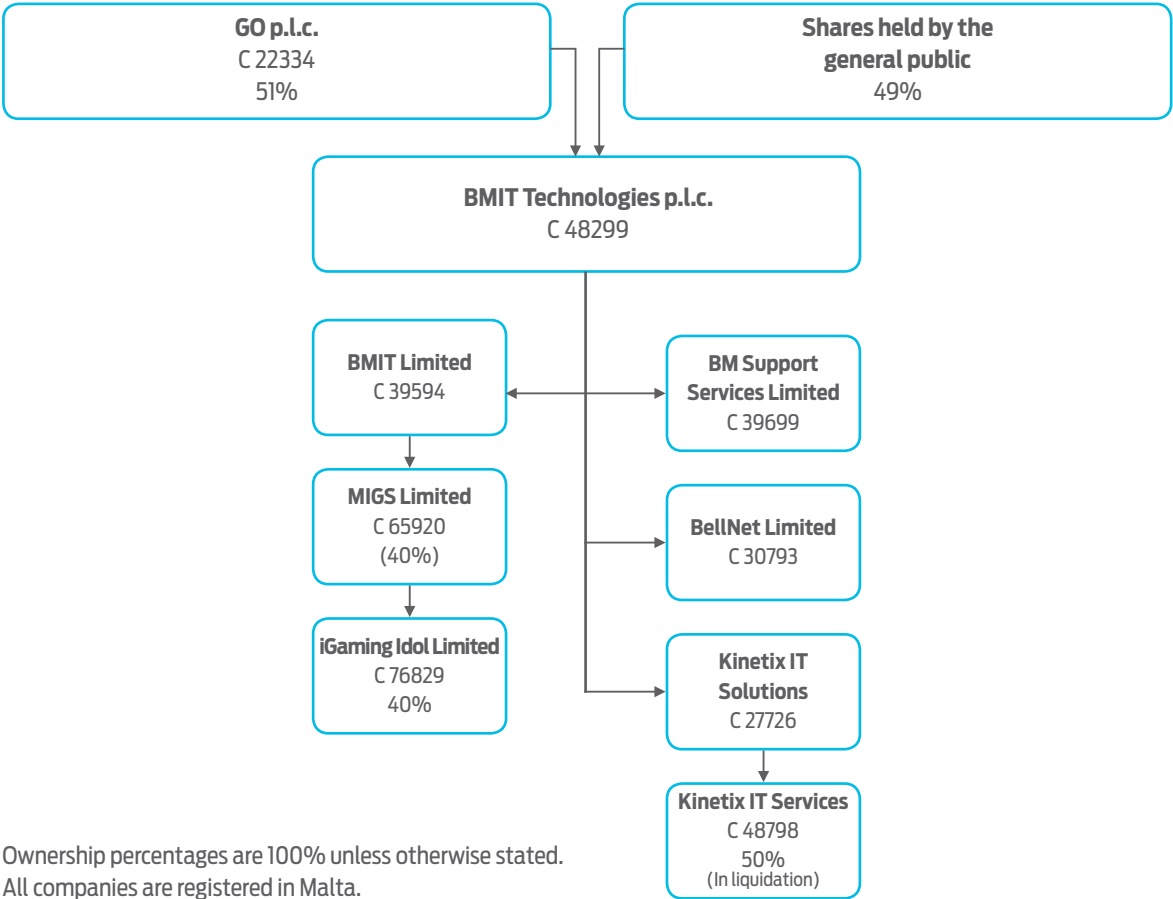 GO p.l.c.
C 22334
51%
Shares held by the
general public
49%
BMIT Technologies p.l.c.
C 48299
BMIT Limited
C 39594
BM Support
Services Limited
C 39699
MIGS Limited
C 65920
(40%)
BellNet Limited
C 30793
iGaming Idol Limited
C 76829
40%
Kinetix IT
Solutions
C 27726
Kinetix IT Services
C 48798
50%
(In liquidation)
Ownership percentages are 100% unless otherwise stated.
All companies are registered in Malta.